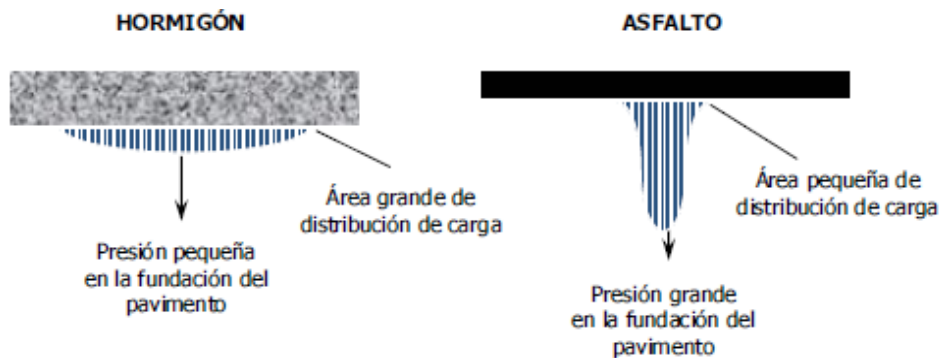 HORMIGÓN
Área grande de
distribución de carga
Presión pequeña
en la fundación del
pavimento
ASFALTO
Área pequeña de
distribución de carga
Presión grande
en la fundación del
pavimento